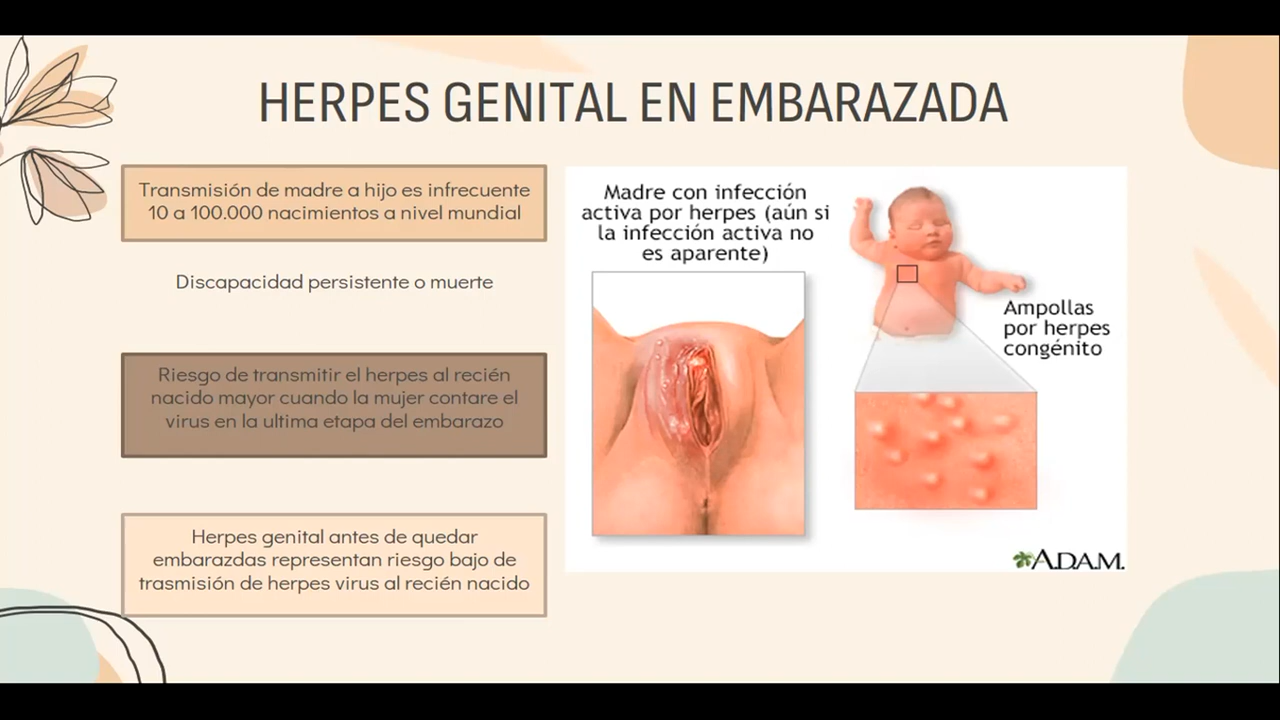 HERPES GENITAL EN EMBARAZADA
Transmisión de madre a hijo es infrecuente
10 a 100.000 nacimientos a nivel mundial
Discapacidad persistente o muerte
Riesgo de transmitir el herpes al recién
nacido mayor cuando la mujer contare el
virus en la ultima etapa del embarazo
Herpes genital antes de quedar
embarazdas representan riesgo bajo de
trasmisión de herpes virus al recién nacido
Madre con infección
activa por herpes (aún si
la infección activa no
es aparente)
Ampollas
por herpes
congénito
A.D.A.M.